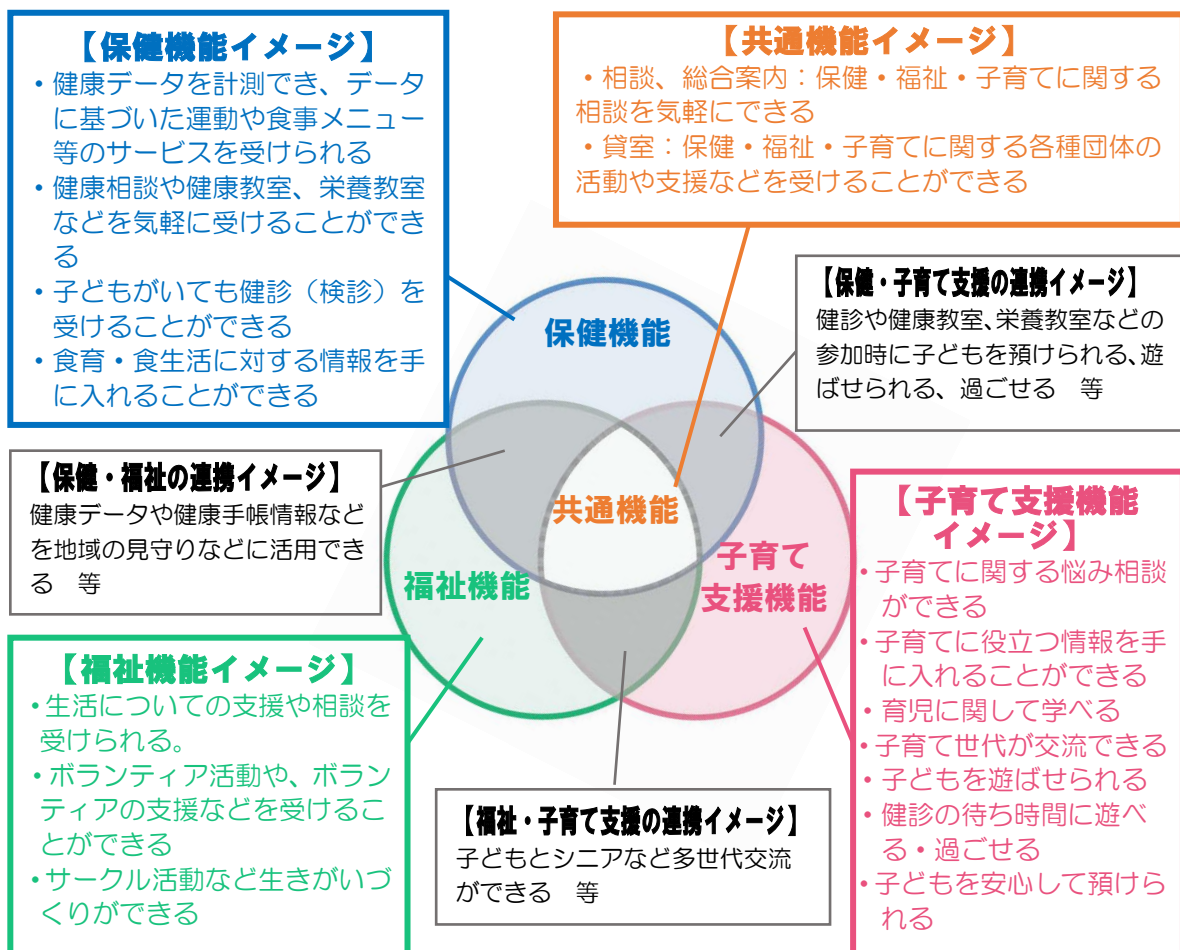 【保健機能イメージ】
・健康データを計測でき、データ
に基づいた運動や食事メニュー
等のサービスを受けられる
・健康相談や健康教室、栄養教室
などを気軽に受けることができ
る
・子どもがいても健診（検診）を
受けることができる
・食育・食生活に対する情報を手
に入れることができる
【共通機能イメージ】
・相談、総合案内：保健・福祉・子育てに関する
相談を気軽にできる
・貸室：保健・福祉・子育てに関する各種団体の
活動や支援などを受けることができる
【保健・子育て支援の連携イメージ】
健診や健康教室、栄養教室などの
参加時に子どもを預けられる、遊
ばせられる、過ごせる　等
保健機能
【保健・福祉の連携イメージ】
健康データや健康手帳情報など
を地域の見守りなどに活用でき
る　等
共通機能
福祉機能
子育て
支援機能
【子育て支援機能
イメージ】
・子育てに関する悩み相談
ができる
・子育てに役立つ情報を手
に入れることができる
・育児に関して学べる
・子育て世代が交流できる
・子どもを遊ばせられる
・健診の待ち時間に遊べ
る・過ごせる
・子どもを安心して預けら
れる
【福祉機能イメージ】
・生活についての支援や相談を
受けられる。
・ボランティア活動や、ボラン
ティアの支援などを受けるこ
とができる
・サークル活動など生きがいづ
くりができる
【福祉・子育て支援の連携イメージ】
子どもとシニアなど多世代交流
ができる　等